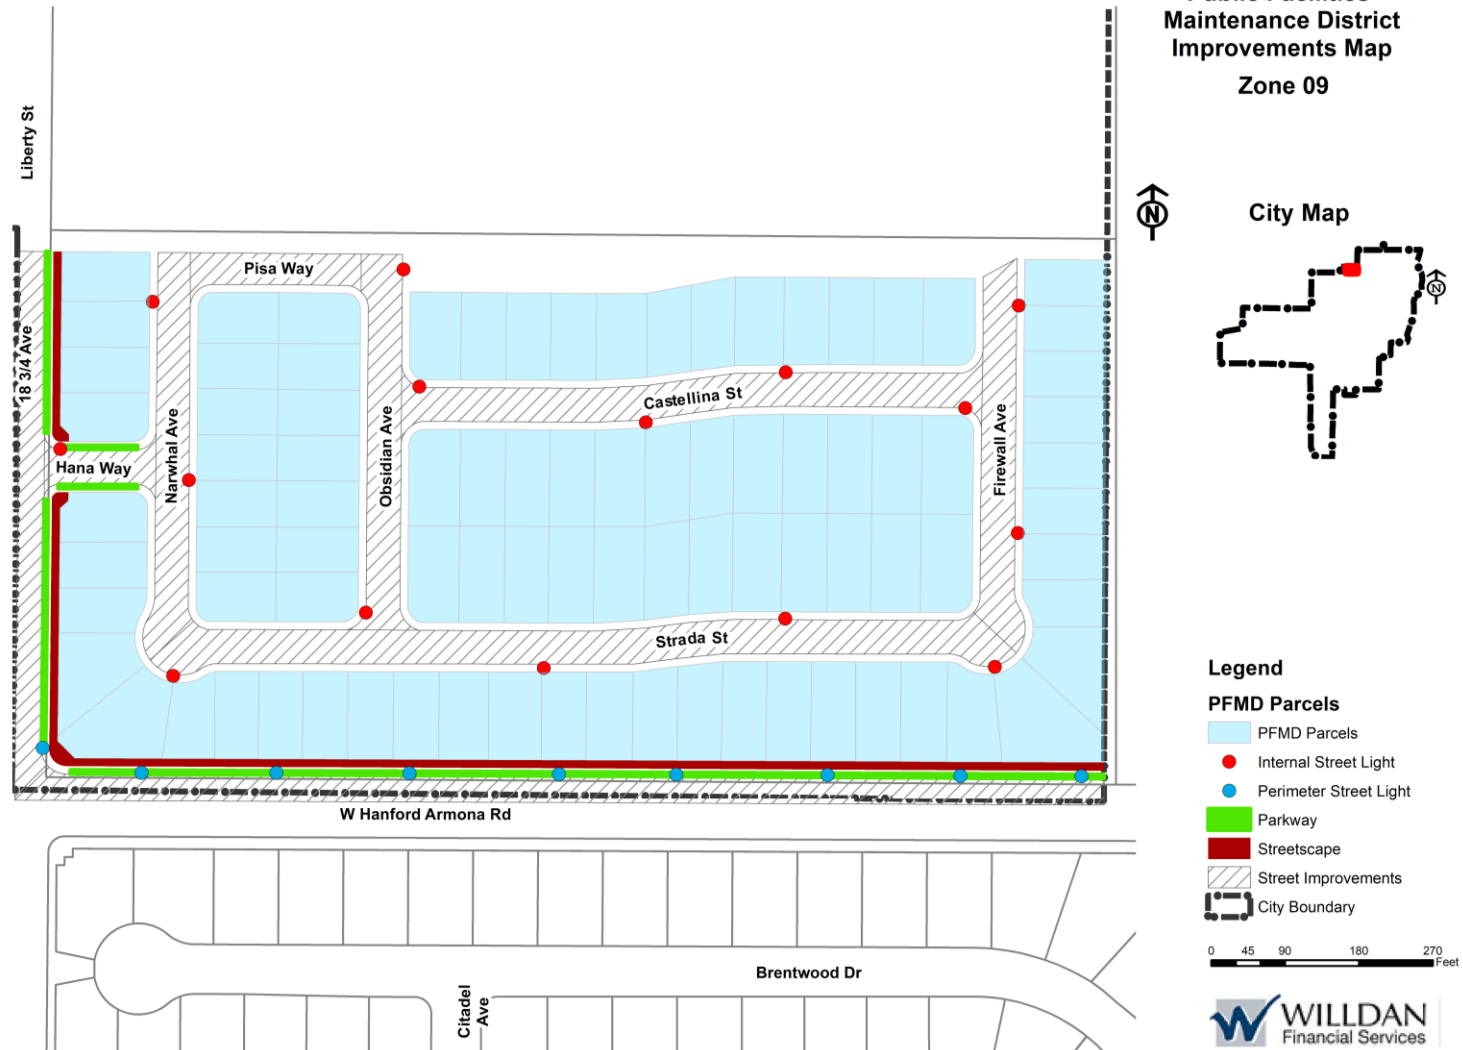 Maintenance District
Improvements Map
Zone 09
Liberty St
18 3/4 Ave
Pisa Way
Hana Way
Narwhal Ave
Obsidian Ave
Castellina St
Firewall Ave
Strada St
W Hanford Armona Rd
Brentwood Dr
Citadel
Ave
N
City Map
N
Legend
PFMD Parcels
PFMD Parcels
Internal Street Light
Perimeter Street Light
Parkway
Streetscape
Street Improvements
City Boundary
0 45 90 180 270
Feet
WILLDAN
Financial Services